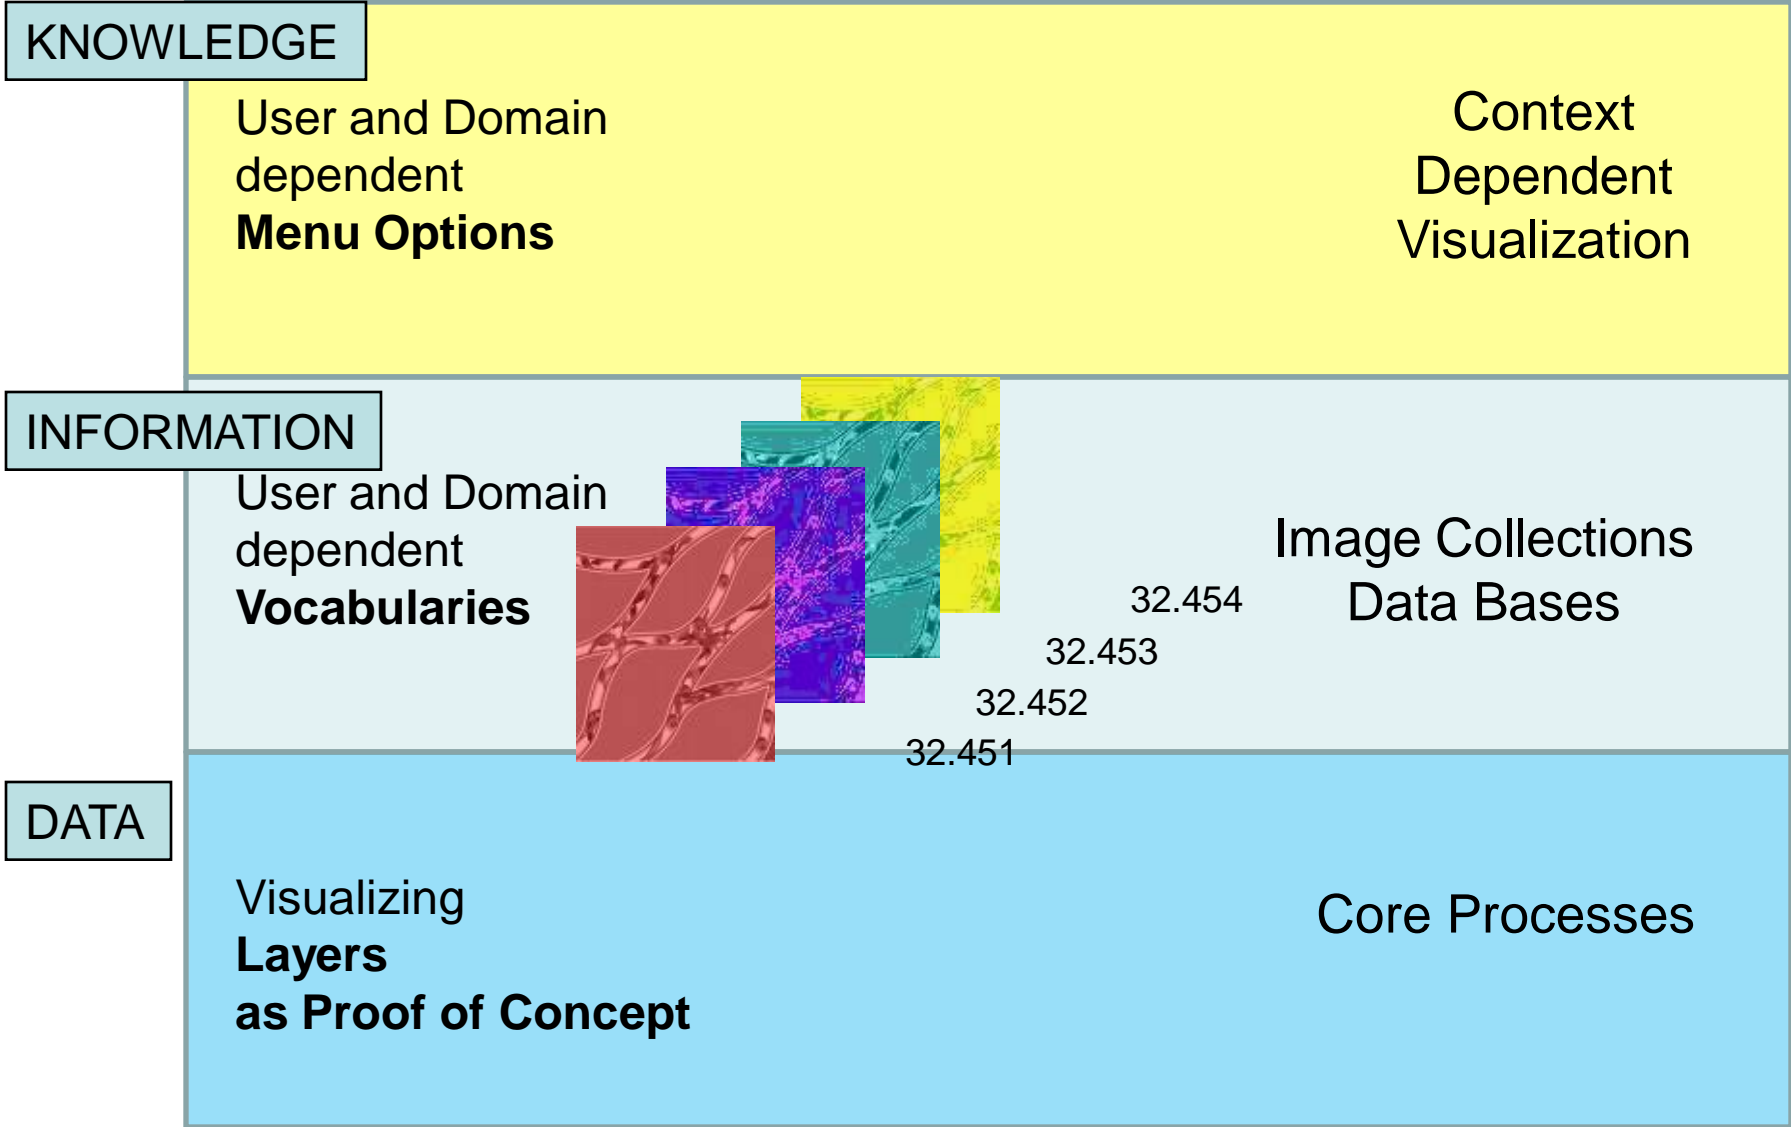 KNOWLEDGE
User and Domain
dependent
Menu Options
Context
Dependent
Visualization
INFORMATION
User and Domain
dependent
Vocabularies
Image Collections
Data Bases
32.454
32.453
32.452
32.451
DATA
Visualizing
Layers
as Proof of Concept
Core Processes